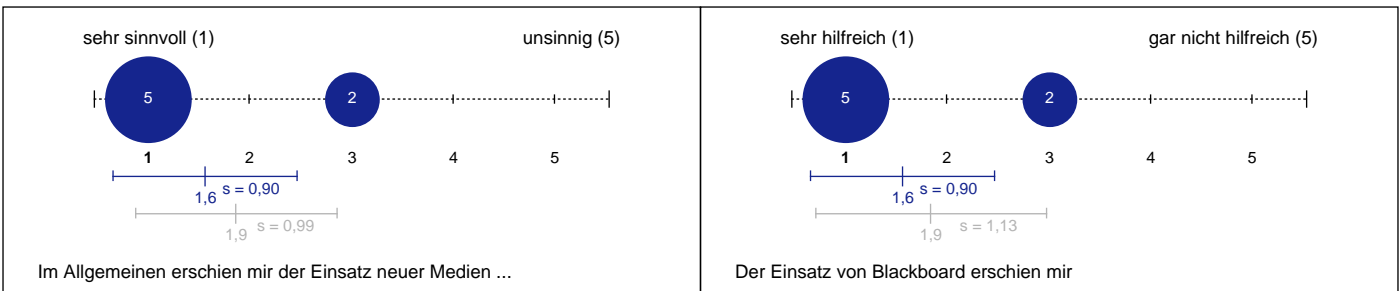 sehr sinnvoll (1) unsinnig (5)
5 2
1 2 3 4 5
s = 0,90
1,6
s = 0,99
1,9
Im Allgemeinen erschien mir der Einsatz neuer Medien ...
sehr hilfreich (1) gar nicht hilfreich (5)
5 2
1 2 3 4 5
s = 0,90
1,6
s = 1,13
1,9
Der Einsatz von Blackboard erschien mir